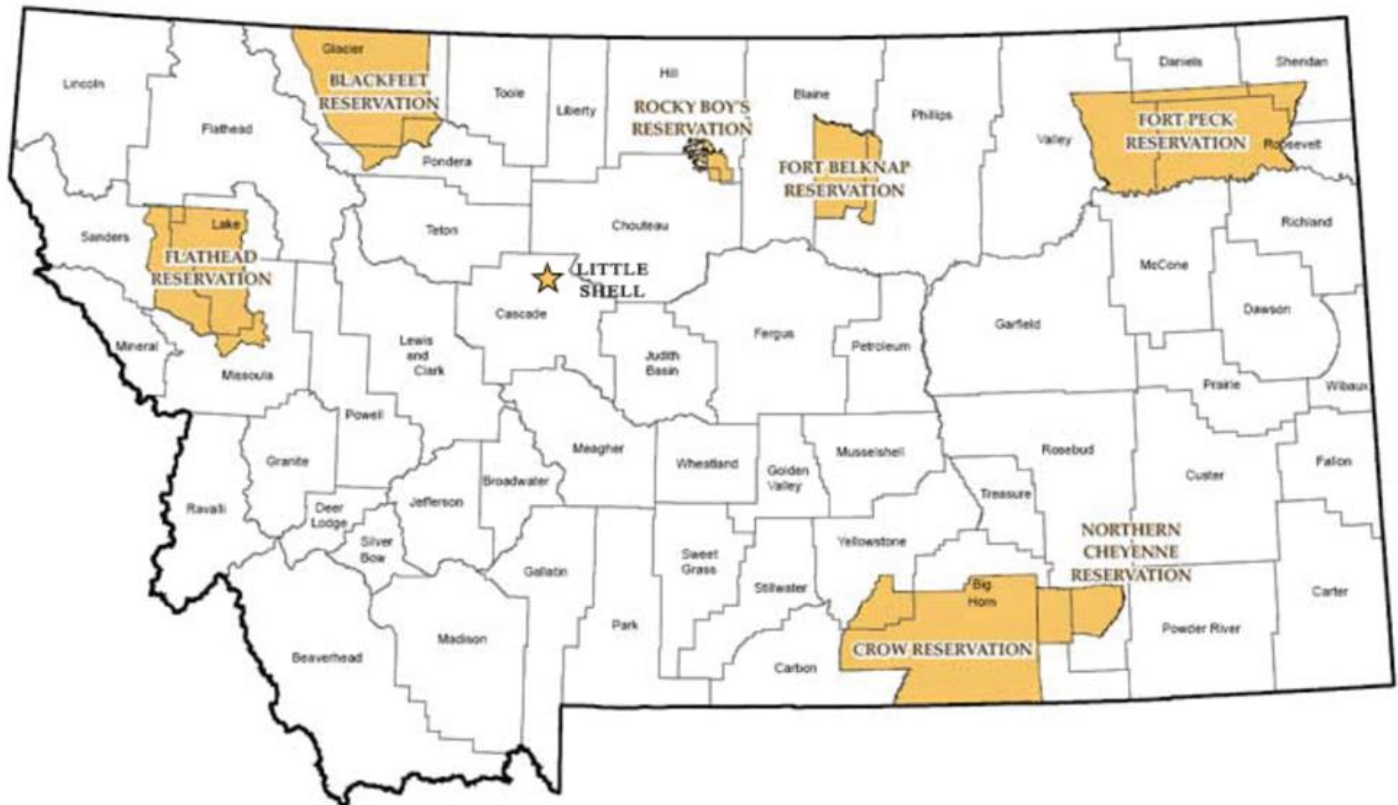 Lincoln
Flathead
Glacier
BLACKFEET
RESERVATION
Pondera
Toole
Liberty
Hill
ROCKY BOY'S
RESERVATION
Blaine
FORT BELKNAP
RESERVATION
Phillips
Valley
Daniels
Sheridan
FORT PECK
RESERVATION
Roosevelt
Sanders
Lake
FLATHEAD
RESERVATION
Teton
Chouteau
LITTLE
SHELL
Cascade
Richland
McCone
Dawson
Garfield
Mineral
Missoula
Lewis
and
Clark
Judith
Basin
Fergus
Petroleum
Prairie
Wibaux
Powell
Granite
Ravalli
Deer
Lodge
Silver
Bow
Jefferson
Broadwater
Meagher
Wheatland
Golden
Valley
Musselshell
Treasure
Rosebud
Custer
Fallon
Gallatin
Park
Sweet
Grass
Stillwater
Yellowstone
Big
Horn
NORTHERN
CHEYENNE
RESERVATION
Carter
Powder River
Beaverhead
Madison
Carbon
CROW RESERVATION